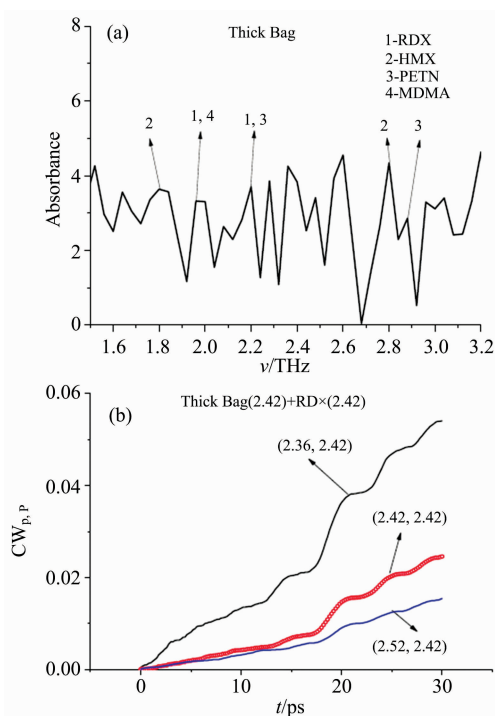 (a)
Thick Bag
1-RDX
2-HMX
3-PETN
4-MDMA
2
1, 4
1, 3
2
3
Absorbance
8
6
4
2
0
1.6
1.8
2.0
2.2
2.4
2.6
2.8
3.0
3.2
ν/THz
(b)
Thick Bag(2.42)+RD×(2.42)
(2.36, 2.42)
(2.42, 2.42)
(2.52, 2.42)
CWp, P
0.06
0.04
0.02
0.00
0
10
20
30
t/ps